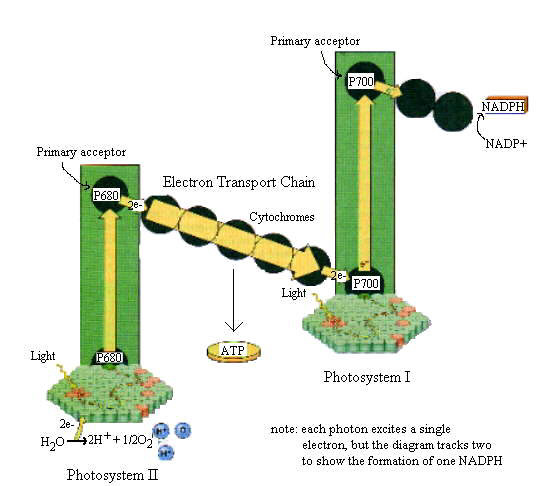 Primary acceptor
P700
e-
NADPH
NADP+
Primary acceptor
P680
2e-
Electron Transport Chain
Cytochromes
2e-
e-
P700
Light
ATP
Photosystem I
P680
Light
2e-
H2O → 2H+ + 1/2O2
H+
O
H+
Photosystem II
note: each photon excites a single
electron, but the diagram tracks two
to show the formation of one NADPH